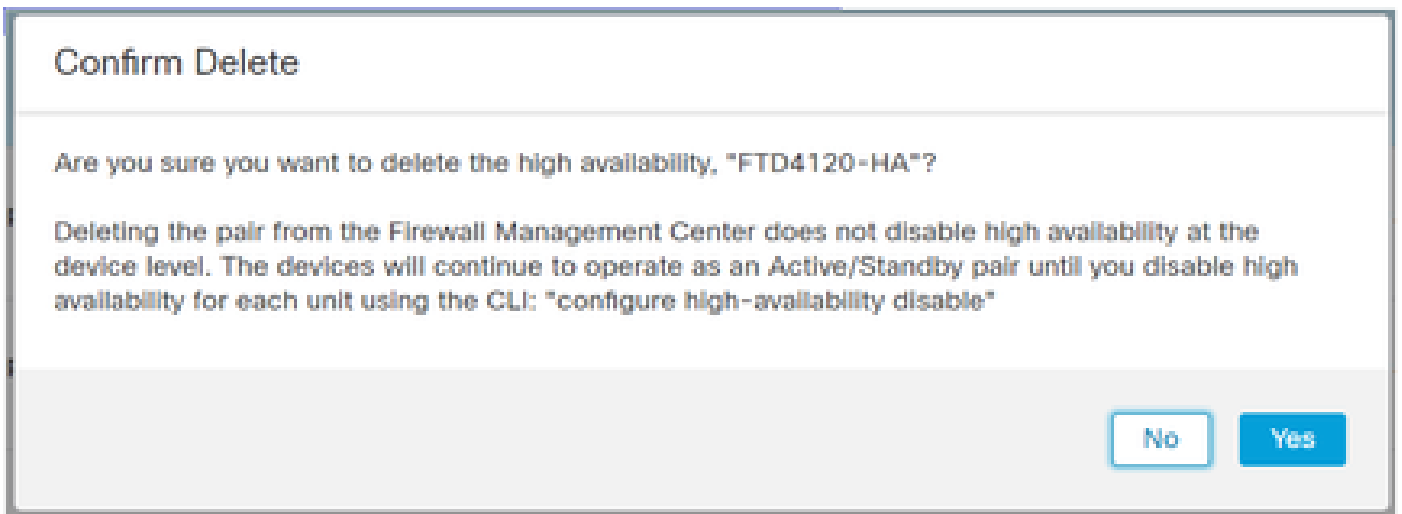 Confirm Delete
Are you sure you want to delete the high availability, "FTD4120-HA"?
Deleting the pair from the Firewall Management Center does not disable high availability at the
device level. The devices will continue to operate as an Active/Standby pair until you disable high
availability for each unit using the CLI: "configure high-availability disable"
No
Yes